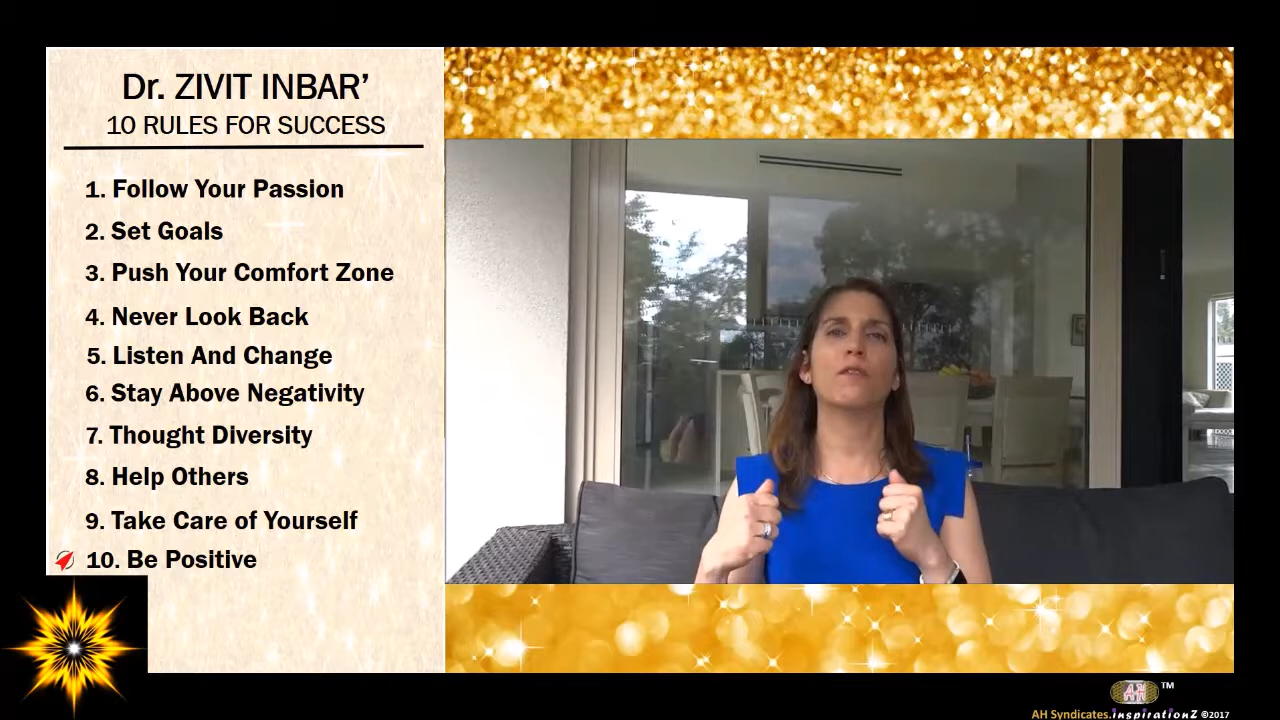 Dr. ZIVIT INBAR’
10 RULES FOR SUCCESS
1. Follow Your Passion
2. Set Goals
3. Push Your Comfort Zone
4. Never Look Back
5. Listen And Change
6. Stay Above Negativity
7. Thought Diversity
8. Help Others
9. Take Care of Yourself
10. Be Positive
AH TM
AH Syndicates.inspirationZ ©2017